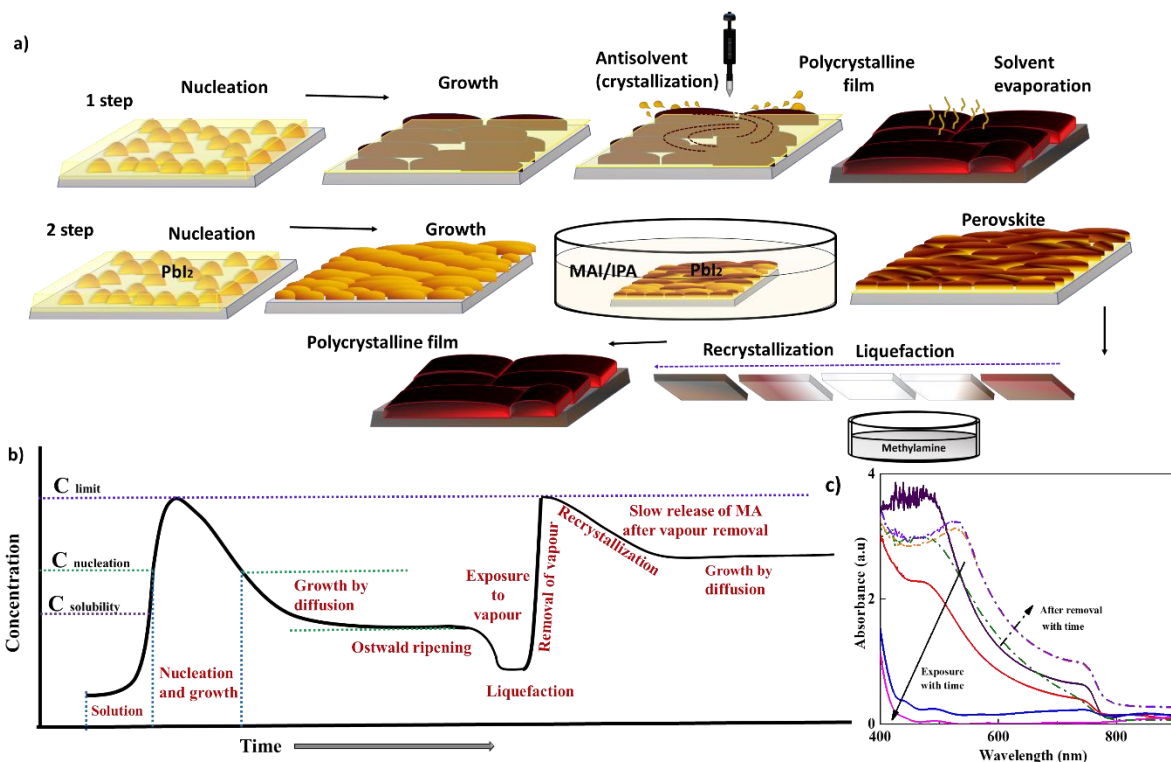 a)
1 step
Nucleation
Growth
Antisolvent
(crystallization)
Polycrystalline
film
Solvent
evaporation
2 step
Nucleation
PbI₂
Growth
MAI/IPA
PbI₂
Perovskite
Polycrystalline film
Recrystallization
Liquefaction
Methylamine
b)
Concentration
C limit
C nucleation
C solubility
Solution
Nucleation
and growth
Growth by
diffusion
Ostwald ripening
Exposure
to
vapour
Liquefaction
Removal of vapour
Recrystallization
Slow release of MA
after vapour removal
Growth by
diffusion
Time
c)
Absorbance (a.u)
4
2
0
Exposure
with time
After removal
with time
400
600
800
Wavelength (nm)